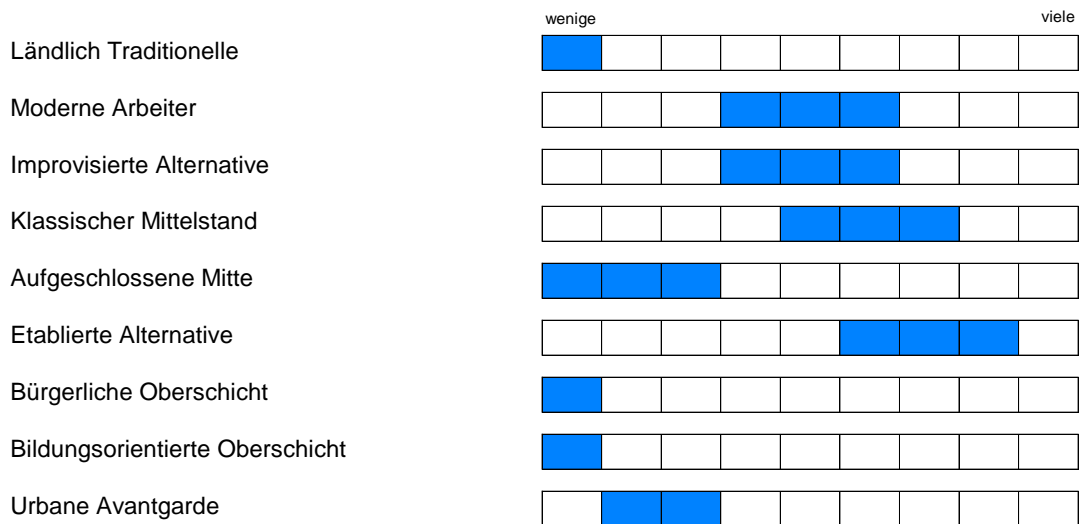 wenige viele
Ländlich Traditionelle
Moderne Arbeiter
Improvisierte Alternative
Klassischer Mittelstand
Aufgeschlossene Mitte
Etablierte Alternative
Bürgerliche Oberschicht
Bildungsorientierte Oberschicht
Urbane Avantgarde